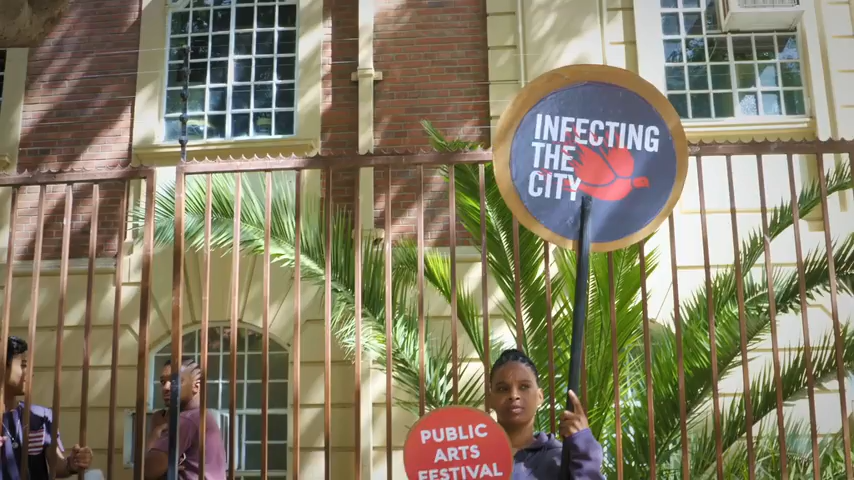 INFECTING
THE
CITY
PUBLIC
ARTS
FESTIVAL